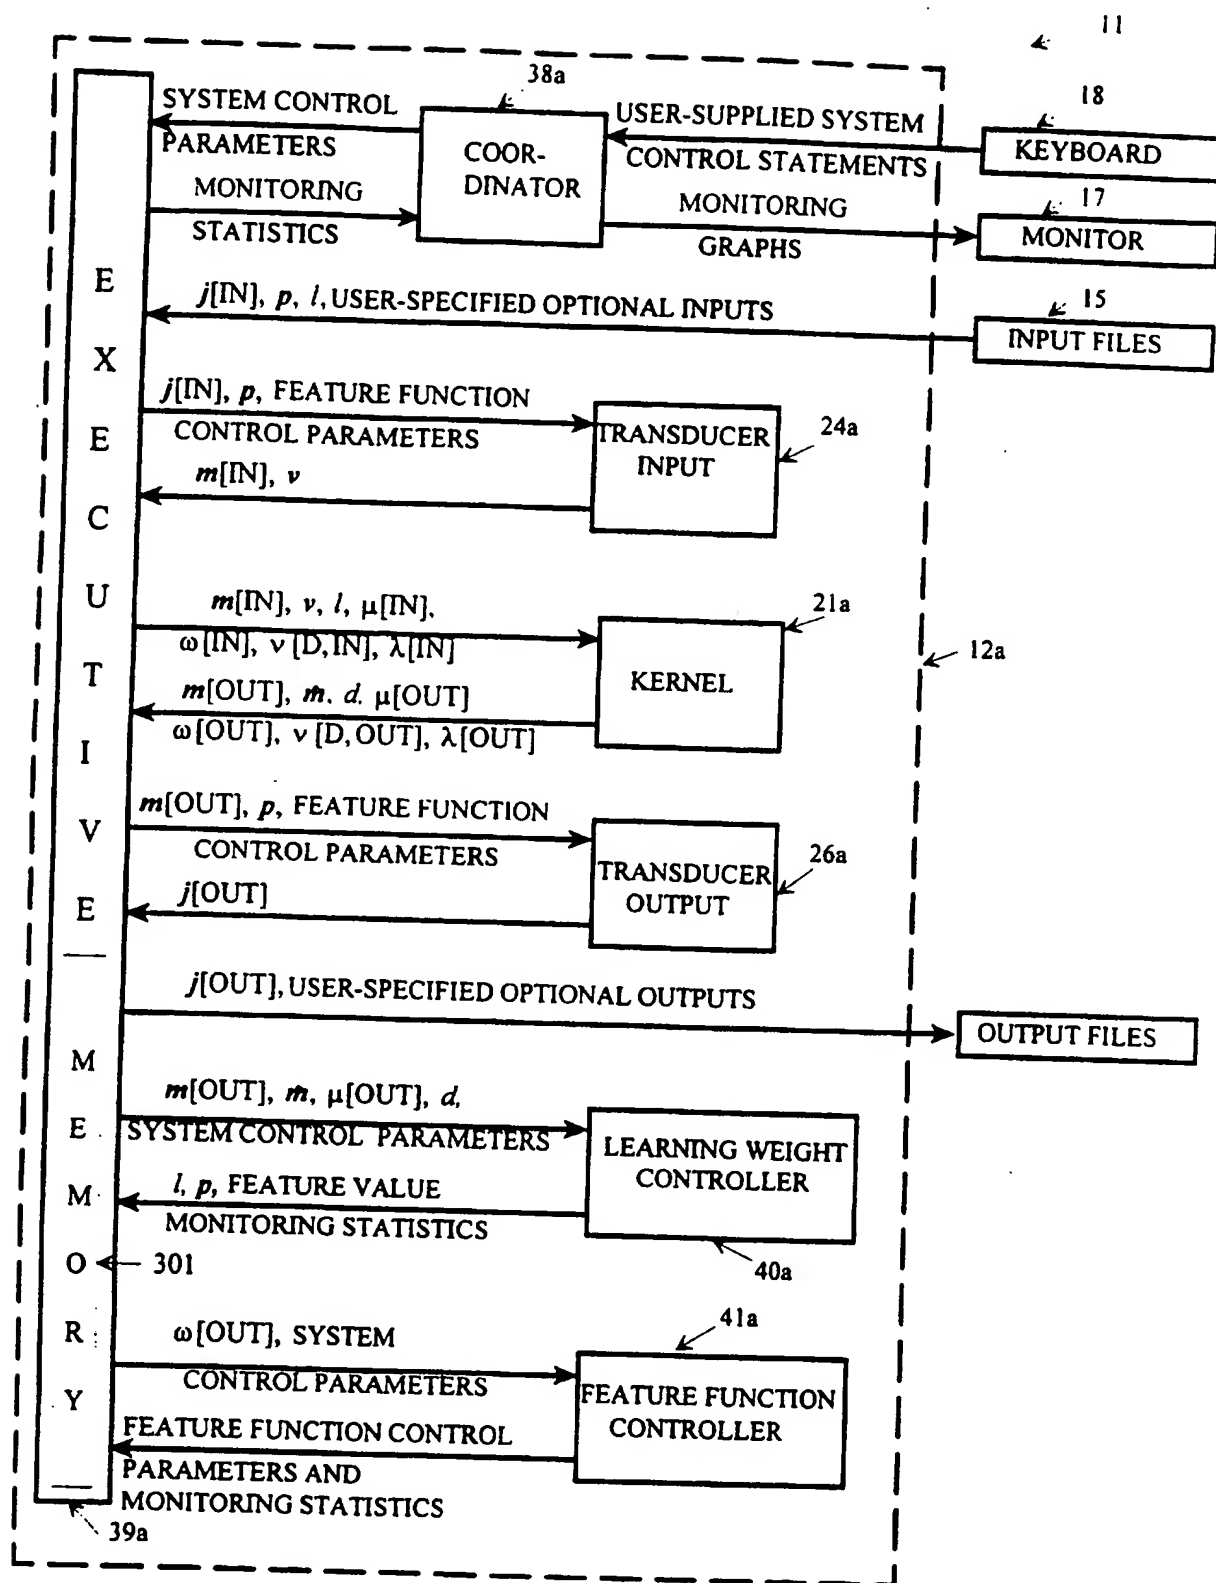 11
38a
18
SYSTEM CONTROL
PARAMETERS
COOR-
DINATOR
USER-SUPPLIED SYSTEM
CONTROL STATEMENTS
KEYBOARD
MONITORING
STATISTICS
MONITORING
GRAPHS
17
MONITOR
j[IN], p, l, USER-SPECIFIED OPTIONAL INPUTS
15
INPUT FILES
j[IN], p, FEATURE FUNCTION
CONTROL PARAMETERS
TRANSDUCER
INPUT
24a
m[IN], v
m[IN], v, l, μ[IN],
ω[IN], ν[D,IN], λ[IN]
KERNEL
21a
12a
m[OUT], ṁ, d, μ[OUT]
ω[OUT], ν[D,OUT], λ[OUT]
m[OUT], p, FEATURE FUNCTION
CONTROL PARAMETERS
TRANSDUCER
OUTPUT
26a
j[OUT]
j[OUT], USER-SPECIFIED OPTIONAL OUTPUTS
OUTPUT FILES
m[OUT], ṁ, μ[OUT], d,
SYSTEM CONTROL PARAMETERS
LEARNING WEIGHT
CONTROLLER
l, p, FEATURE VALUE
MONITORING STATISTICS
40a
301
ω[OUT], SYSTEM
CONTROL PARAMETERS
41a
FEATURE FUNCTION
CONTROLLER
FEATURE FUNCTION CONTROL
PARAMETERS AND
MONITORING STATISTICS
EXECUTIVE MEMORY
39a